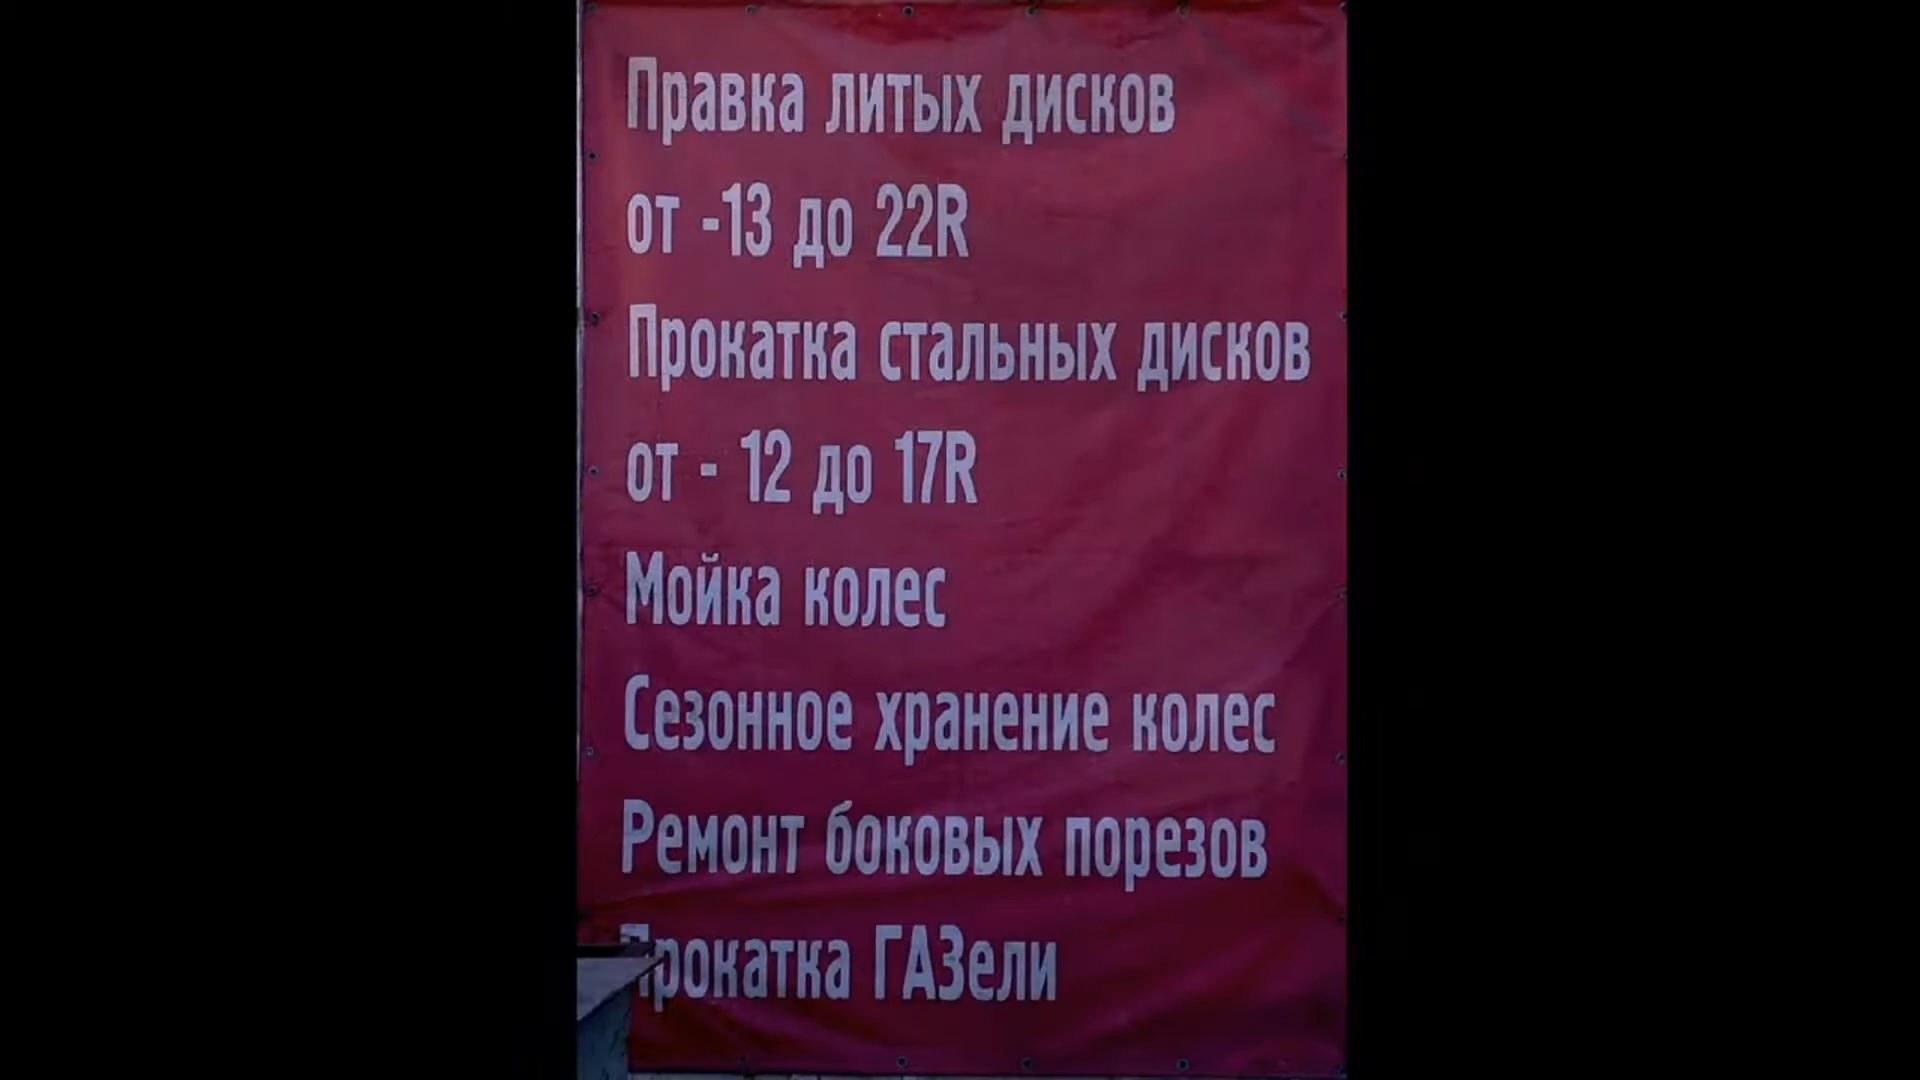 Правка литых дисков
от -13 до 22R
Прокатка стальных дисков
от - 12 до 17R
Мойка колес
Сезонное хранение колес
Ремонт боковых порезов
Прокатка ГАЗели